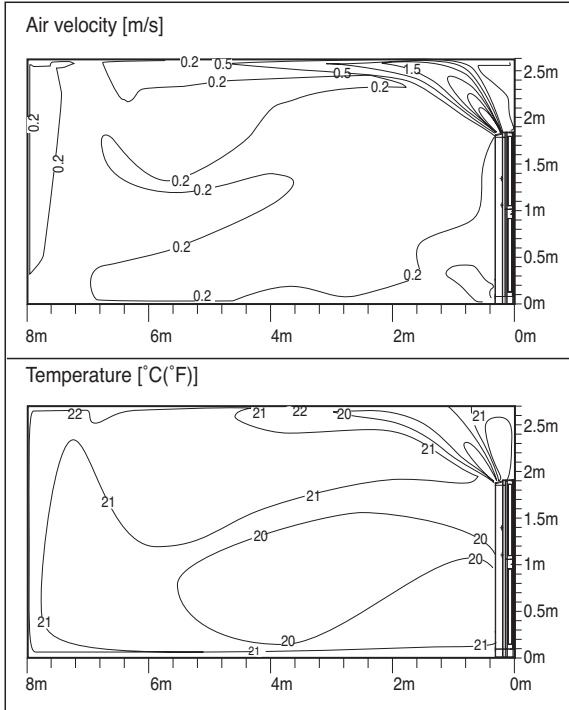 Air velocity [m/s]
0.2 0.5 1.5 2.5m
0.2 0.5
0.2 0.2 2m
0.2 1.5m
0.2 0.2 1m
0.2 0.5m
0.2 0.2 0m
8m 6m 4m 2m 0m
Temperature [˚C(˚F)]
22 21 22 20 21 2.5m
21 2m
21 21 1.5m
20 20 1m
21 0.5m
21 20 21 0m
8m 6m 4m 2m 0m